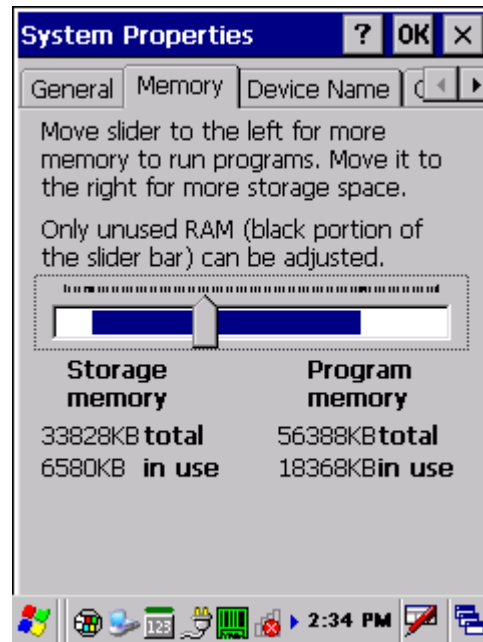 System Properties ? OK ×
General Memory Device Name
Move slider to the left for more
memory to run programs. Move it to
the right for more storage space.
Only unused RAM (black portion of
the slider bar) can be adjusted.
Storage memory
33828KB total
6580KB in use
Program memory
56388KB total
18368KB in use
123 2:34 PM